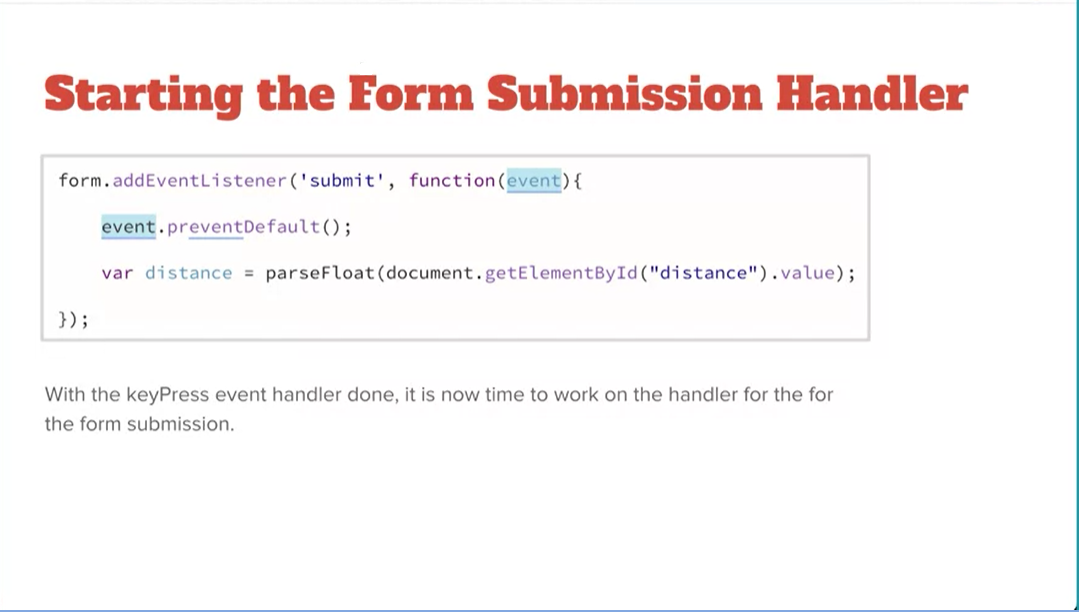 Starting the Form Submission Handler
form.addEventListener('submit', function(event){
event.preventDefault();
var distance = parseFloat(document.getElementById("distance").value);
});
With the keyPress event handler done, it is now time to work on the handler for the for
the form submission.